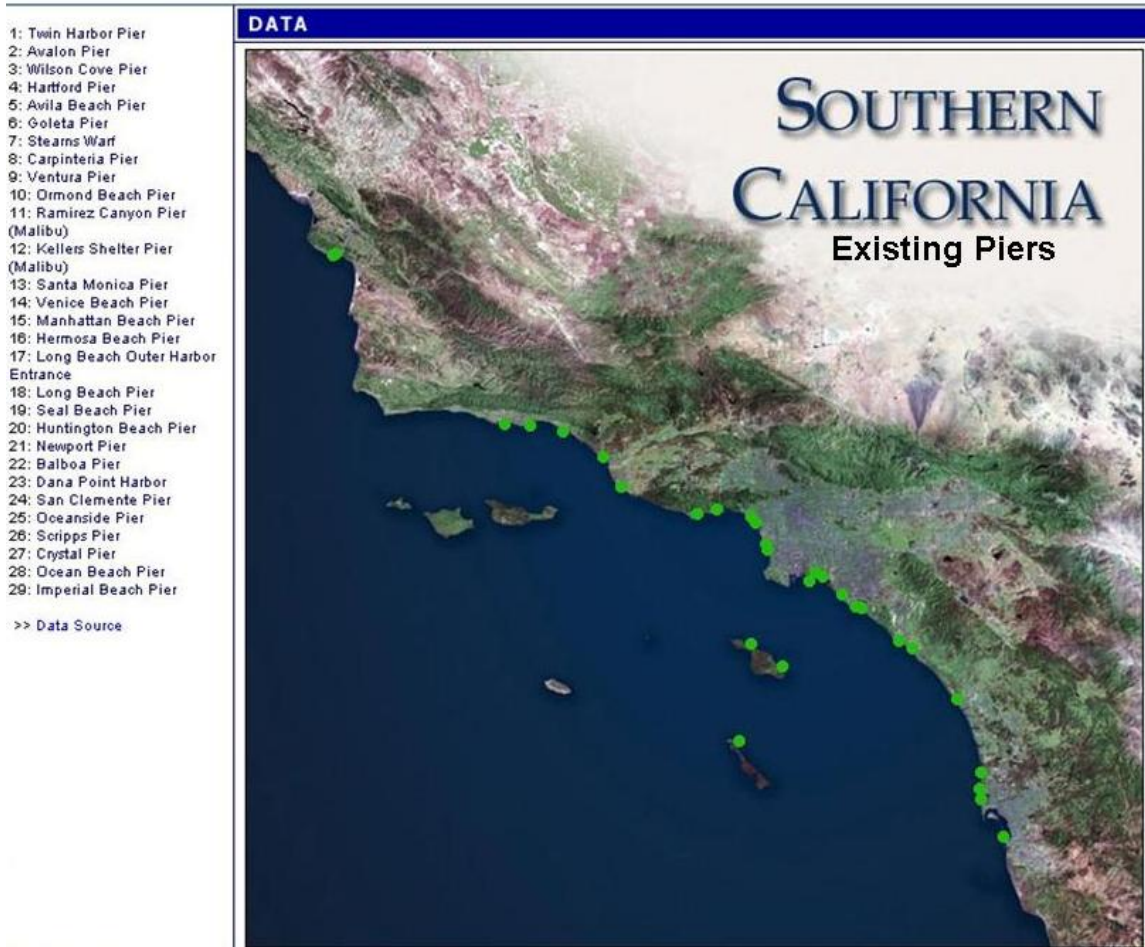 1: Twin Harbor Pier
2: Avalon Pier
3: Wilson Cove Pier
4: Hartford Pier
5: Avila Beach Pier
6: Goleta Pier
7: Stearns Warf
8: Carpinteria Pier
9: Ventura Pier
10: Ormond Beach Pier
11: Ramirez Canyon Pier
(Malibu)
12: Kellers Shelter Pier
(Malibu)
13: Santa Monica Pier
14: Venice Beach Pier
15: Manhattan Beach Pier
16: Hermosa Beach Pier
17: Long Beach Outer Harbor
Entrance
18: Long Beach Pier
19: Seal Beach Pier
20: Huntington Beach Pier
21: Newport Pier
22: Balboa Pier
23: Dana Point Harbor
24: San Clemente Pier
25: Oceanside Pier
26: Scripps Pier
27: Crystal Pier
28: Ocean Beach Pier
29: Imperial Beach Pier
>> Data Source
DATA
SOUTHERN
CALIFORNIA
Existing Piers